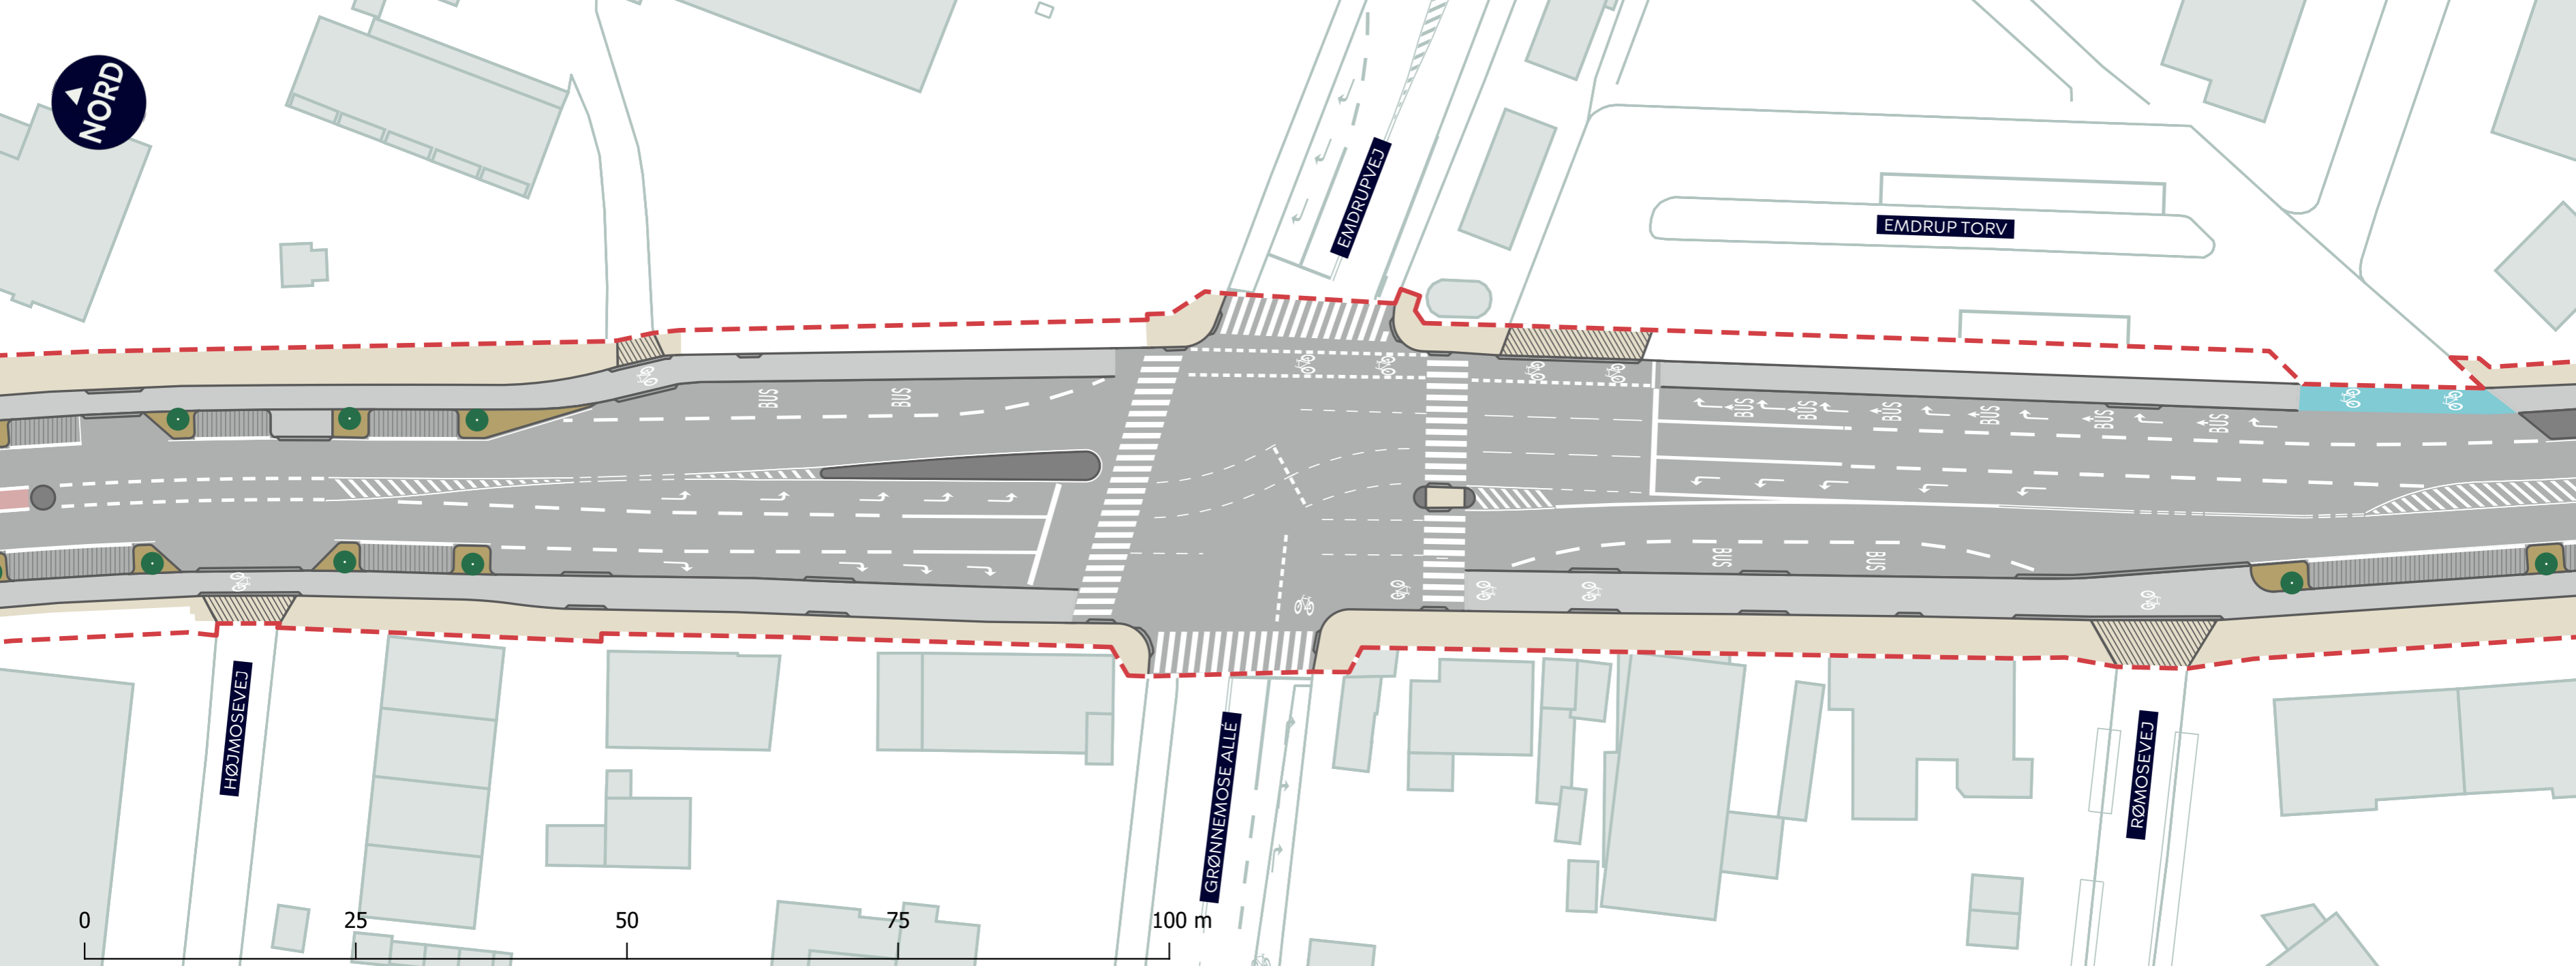 NORD
EMDRUPVEJ
EMDRUP TORV
BUS
BUS
BUS
BUS
BUS
BUS
BUS
BUS
BUS
BUS
HØJMOSEVEJ
GRØNNEMOSE ALLÉ
RØMOSEVEJ
0 25 50 75 100 m